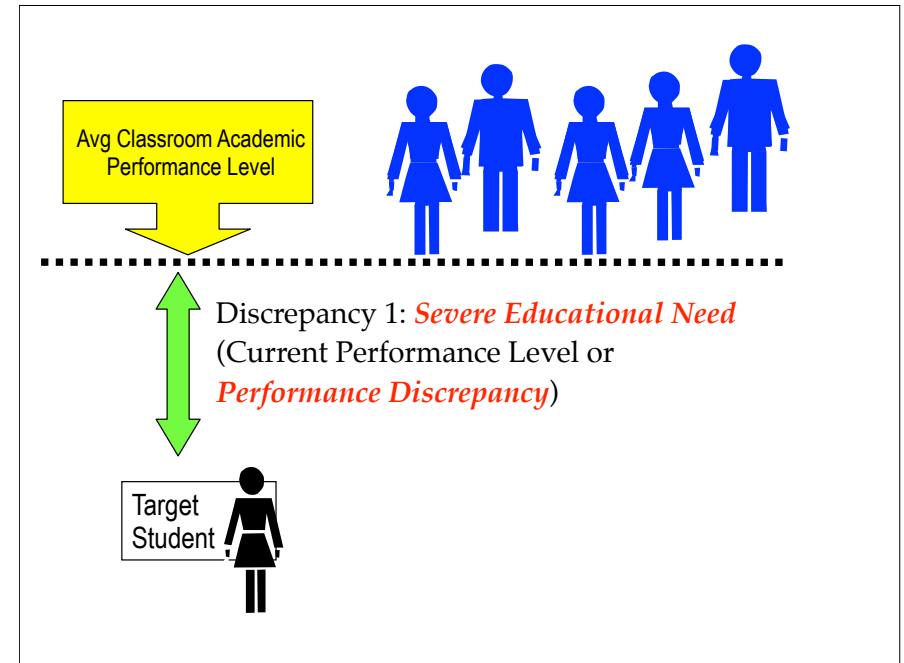 Avg Classroom Academic
Performance Level
Discrepancy 1: Severe Educational Need
(Current Performance Level or
Performance Discrepancy)
Target
Student